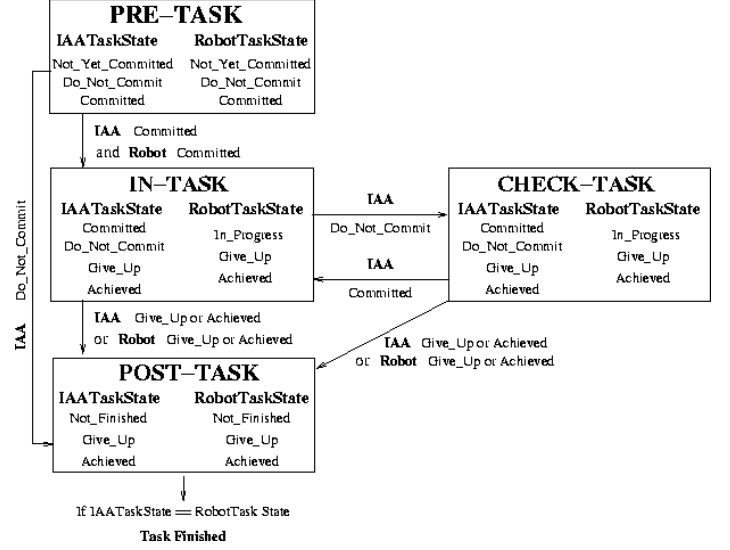 PRE–TASK
IAATaskState RobotTaskState
Not_Yet_Committed Not_Yet_Committed
Do_Not_Commit Do_Not_Commit
Committed Committed
IAA Committed
and Robot Committed
IN–TASK
IAATaskState RobotTaskState
Committed
In_Progress
Do_Not_Commit
Give_Up Give_Up
Achieved Achieved
IAA
Do_Not_Commit
IAA
Committed
CHECK–TASK
IAATaskState RobotTaskState
Committed
In_Progress
Do_Not_Commit
Give_Up Give_Up
Achieved Achieved
IAA Do_Not_Commit
IAA Give_Up or Achieved
or Robot Give_Up or Achieved
IAA Give_Up or Achieved
or Robot Give_Up or Achieved
POST–TASK
IAATaskState RobotTaskState
Not_Finished Not_Finished
Give_Up Give_Up
Achieved Achieved
If IAATaskState == RobotTask State
Task Finished